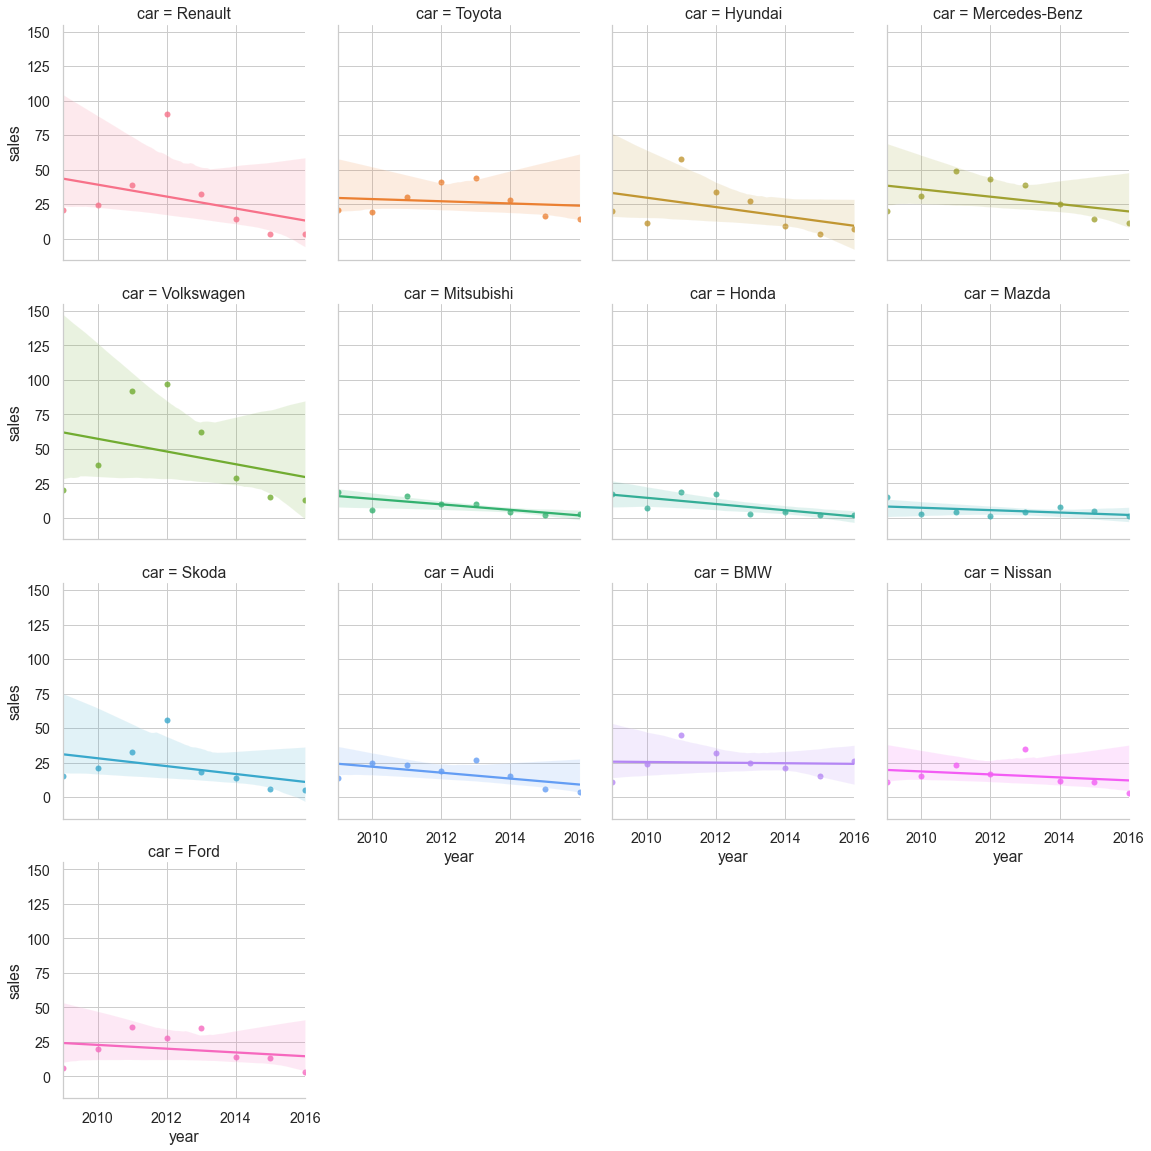 car = Renault
car = Toyota
car = Hyundai
car = Mercedes-Benz
150
125
100
75
50
25
0
sales
car = Volkswagen
car = Mitsubishi
car = Honda
car = Mazda
150
125
100
75
50
25
0
sales
car = Skoda
car = Audi
car = BMW
car = Nissan
150
125
100
75
50
25
0
sales
2010 2012 2014 2016
year
2010 2012 2014 2016
year
2010 2012 2014 2016
year
car = Ford
150
125
100
75
50
25
0
sales
2010 2012 2014 2016
year